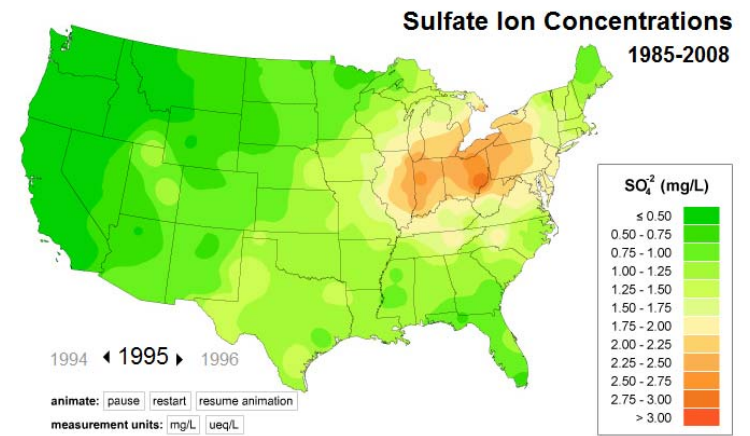 Sulfate Ion Concentrations
1985-2008
SO₄⁻² (mg/L)
≤ 0.50
0.50 - 0.75
0.75 - 1.00
1.00 - 1.25
1.25 - 1.50
1.50 - 1.75
1.75 - 2.00
2.00 - 2.25
2.25 - 2.50
2.50 - 2.75
2.75 - 3.00
> 3.00
1994 1995 1996
animate: pause restart resume animation
measurement units: mg/L ueq/L